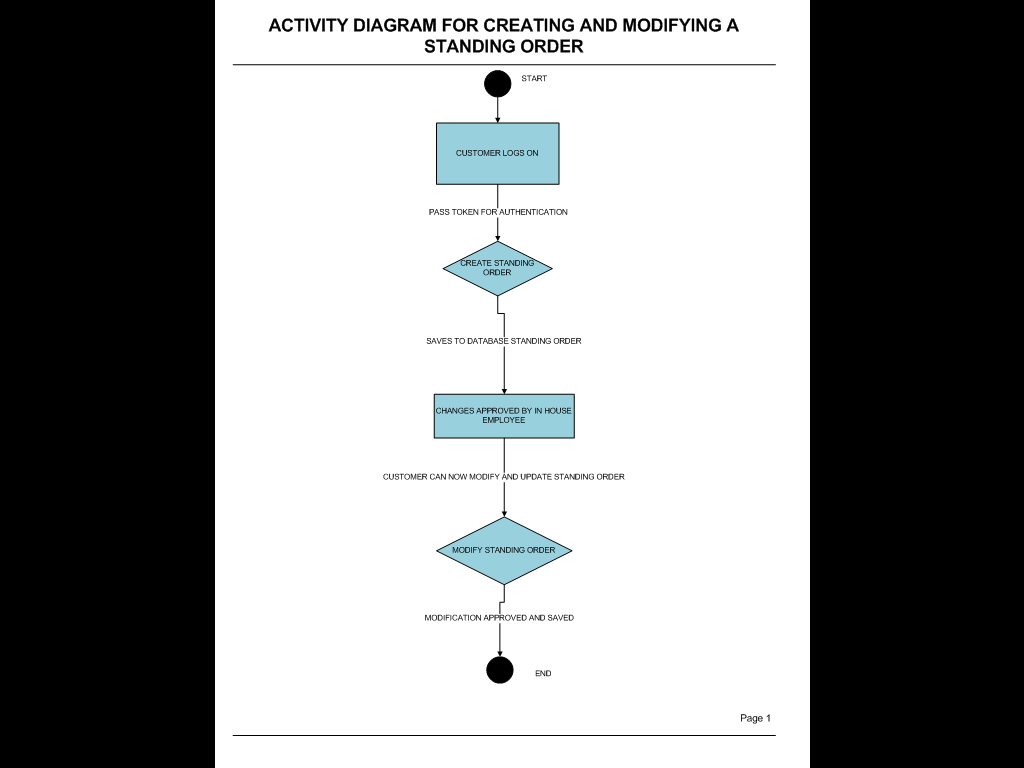 ACTIVITY DIAGRAM FOR CREATING AND MODIFYING A
STANDING ORDER
START
CUSTOMER LOGS ON
PASS TOKEN FOR AUTHENTICATION
CREATE STANDING
ORDER
SAVES TO DATABASE STANDING ORDER
CHANGES APPROVED BY IN HOUSE
EMPLOYEE
CUSTOMER CAN NOW MODIFY AND UPDATE STANDING ORDER
MODIFY STANDING ORDER
MODIFICATION APPROVED AND SAVED
END
Page 1